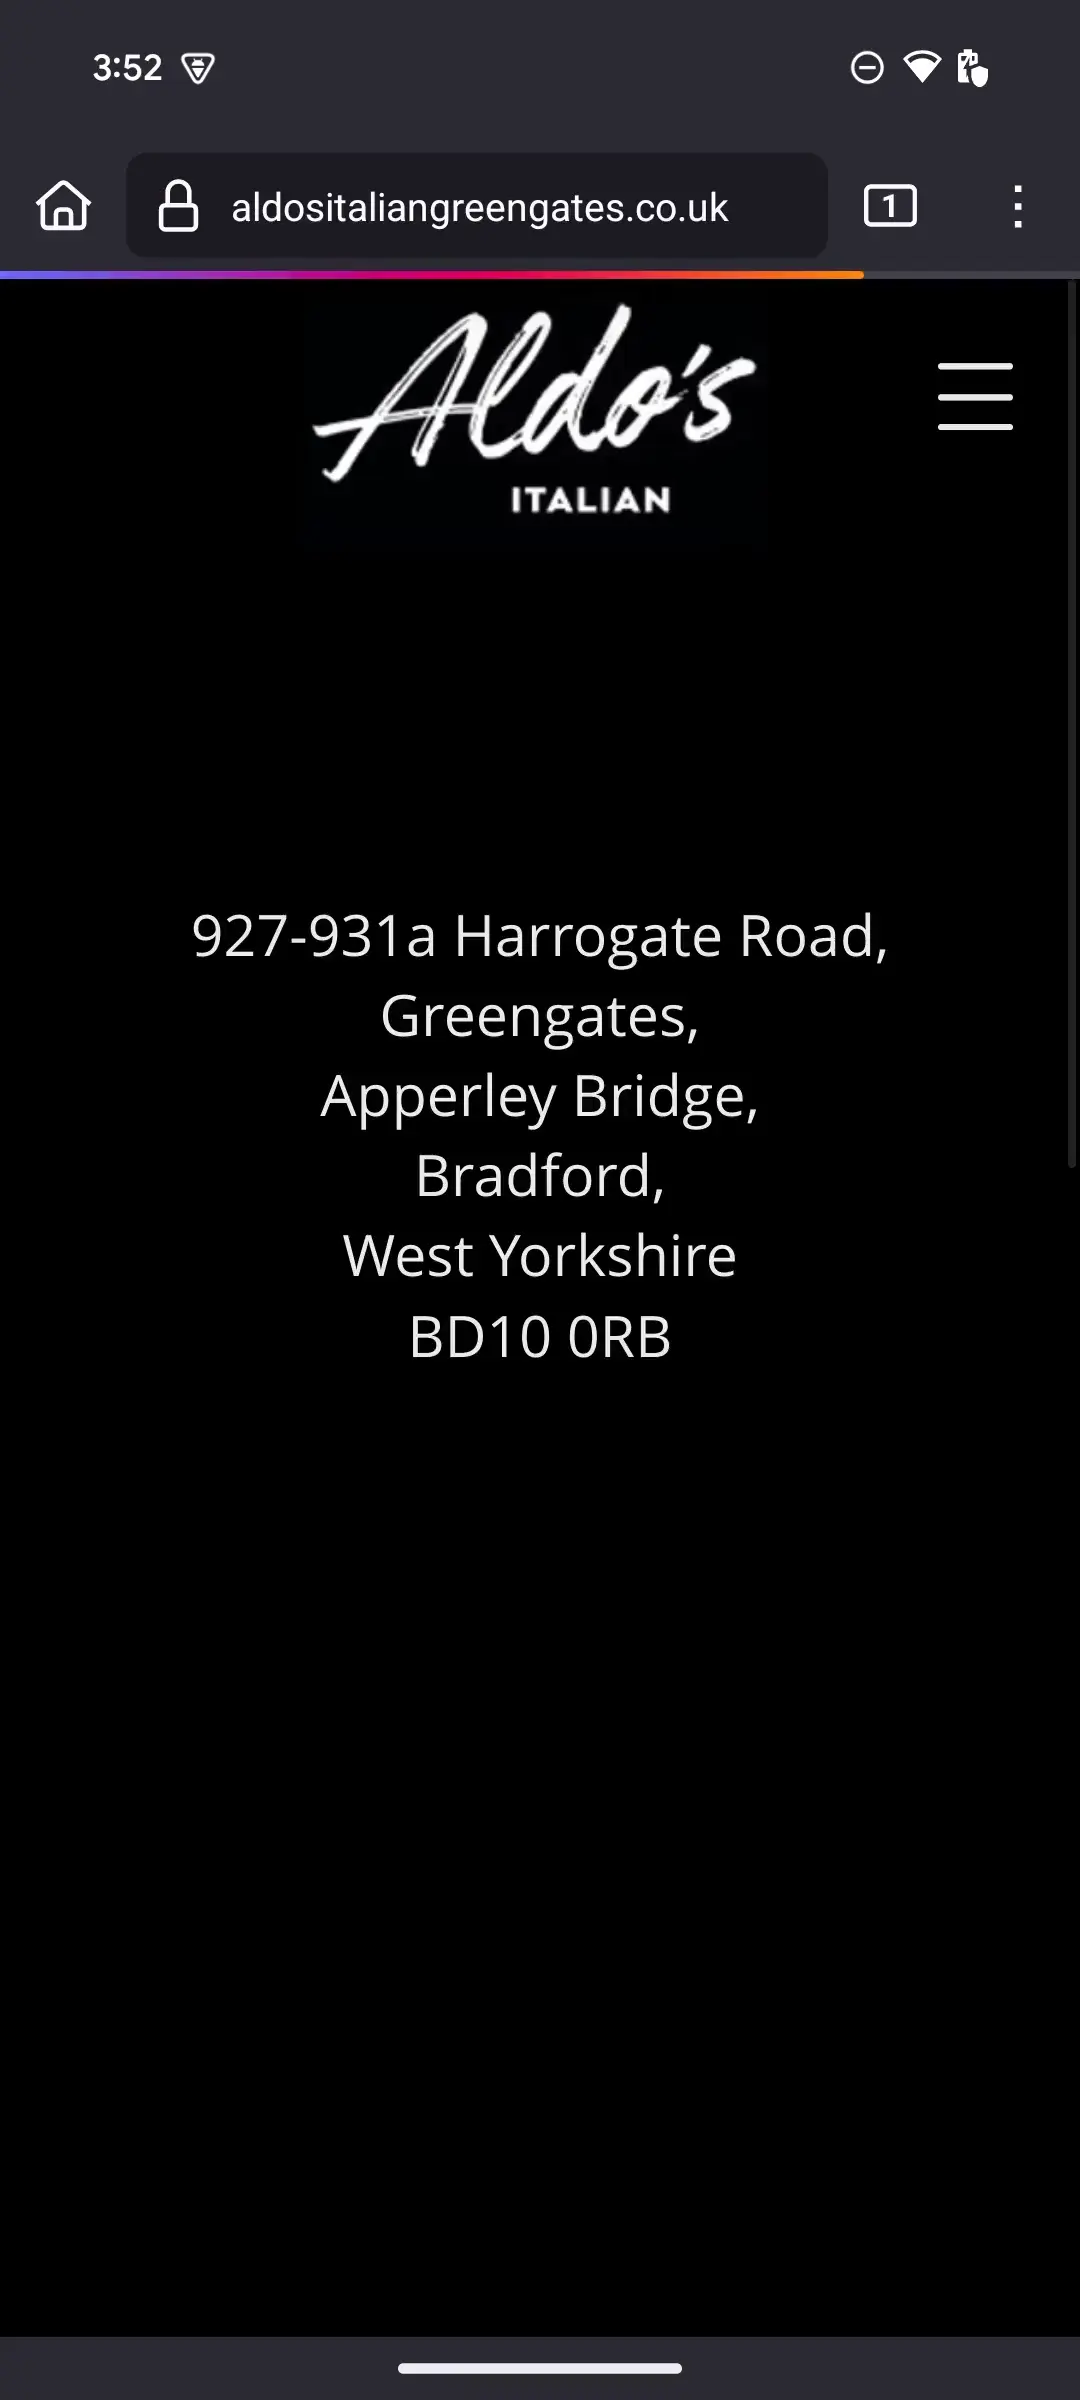 3:52
aldositaliangreengates.co.uk
1
Aldo's
ITALIAN
927-931a Harrogate Road,
Greengates,
Apperley Bridge,
Bradford,
West Yorkshire
BD10 0RB